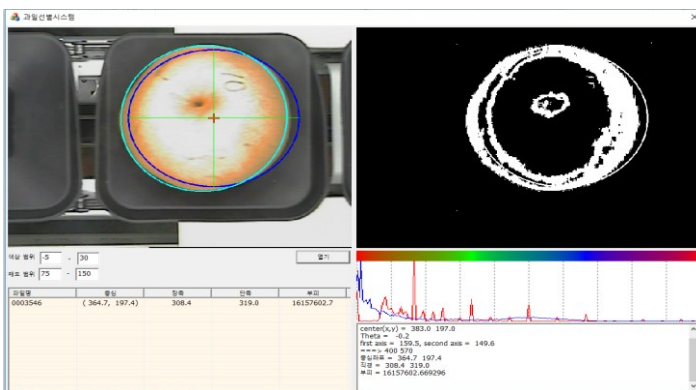 과일선별시스템
색상 범위 -5 - 30
채도 범위 75 - 150
열기
파일명 중심 장축 단축 부피
0003546 ( 364.7, 197.4) 308.4 319.0 16157602.7
center(x,y) = 383.0 197.0
Theta = -0.2
first axis = 159.5, second axis = 149.6
===> 400 570
중심좌표 = 364.7 197.4
직경 = 308.4 319.0
부피 = 16157602.669296